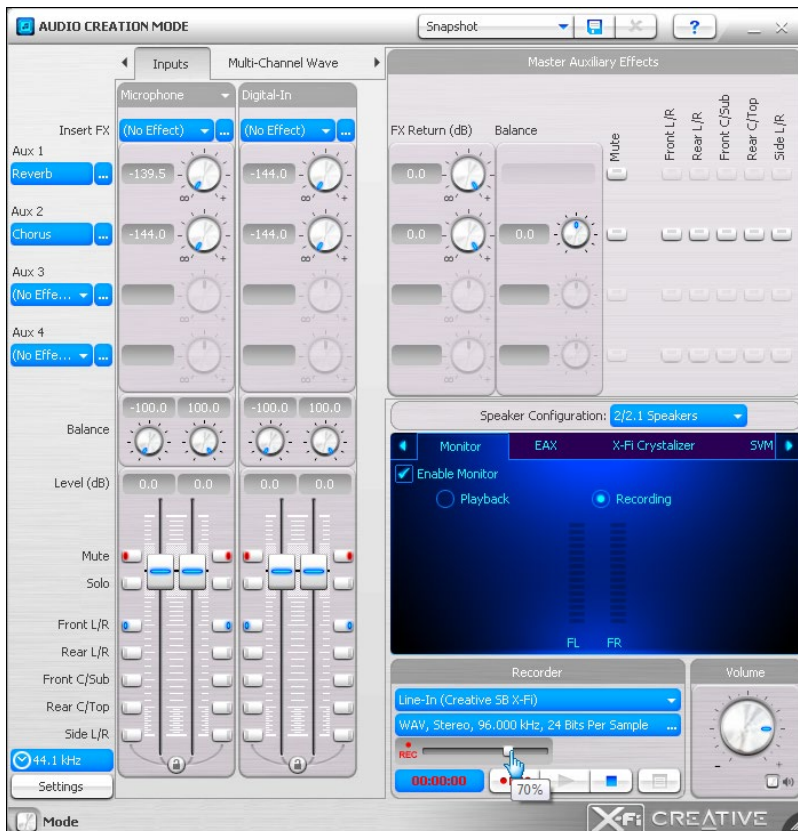 AUDIO CREATION MODE
Snapshot
?
Inputs
Multi-Channel Wave
Microphone
Digital-In
Insert FX
(No Effect) ...
(No Effect) ...
Aux 1
Reverb ...
-139.5
-144.0
∞ +
∞ +
Aux 2
Chorus ...
-144.0
-144.0
∞ +
∞ +
Aux 3
(No Effe... ...
∞ +
∞ +
Aux 4
(No Effe... ...
∞ +
∞ +
Balance
-100.0 100.0
-100.0 100.0
Level (dB)
0.0 0.0
0.0 0.0
Mute
Solo
Front L/R
Rear L/R
Front C/Sub
Rear C/Top
Side L/R
44.1 kHz
Settings
Mode
Master Auxiliary Effects
FX Return (dB)
Balance
Mute
Front L/R
Rear L/R
Front C/Sub
Rear C/Top
Side L/R
0.0
∞ +
0.0
∞ +
0.0
∞ +
∞ +
Speaker Configuration: 2/2.1 Speakers
Monitor
EAX
X-Fi Crystalizer
SVM
Enable Monitor
Playback
Recording
FL
FR
Recorder
Line-In (Creative SB X-Fi)
WAV, Stereo, 96.000 kHz, 24 Bits Per Sample ...
REC
00:00:00
70%
Volume
- +
X-Fi CREATIVE